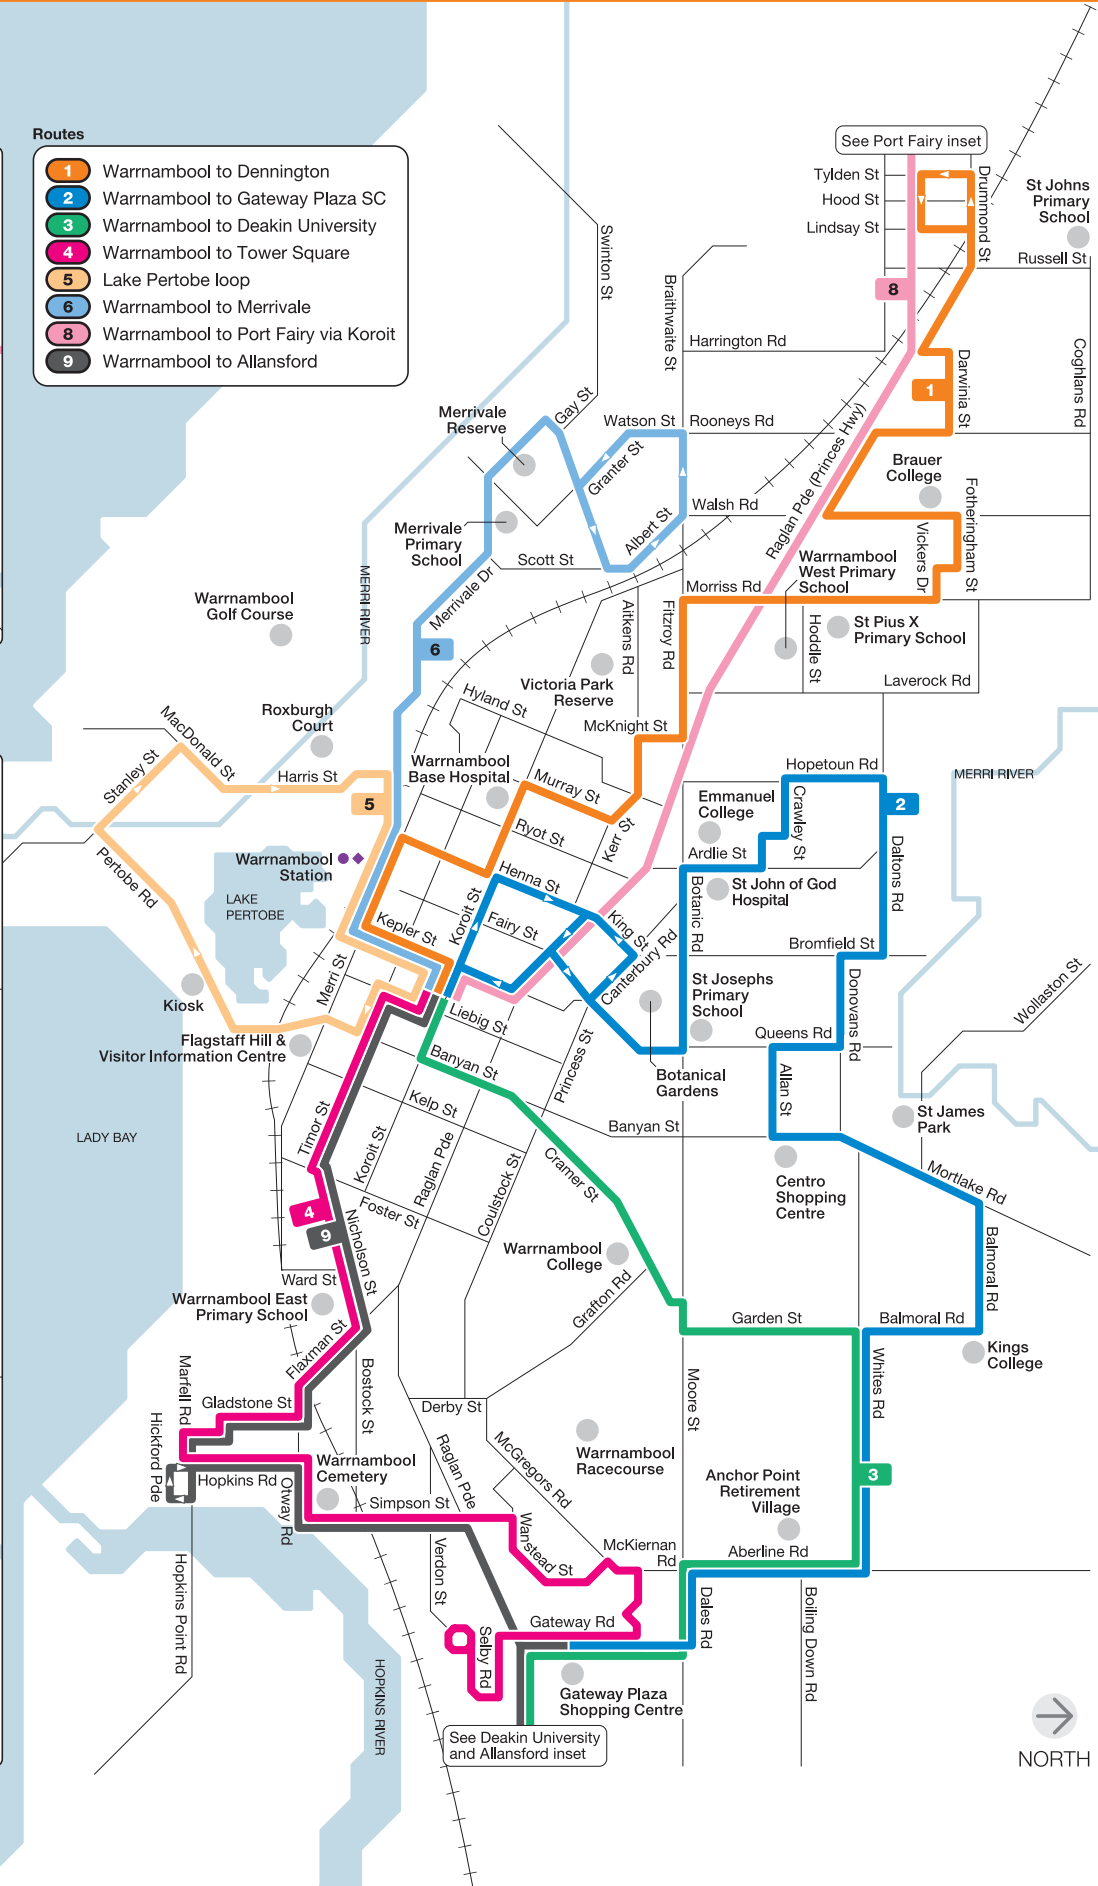 Routes
1 Warrnambool to Dennington
2 Warrnambool to Gateway Plaza SC
3 Warrnambool to Deakin University
4 Warrnambool to Tower Square
5 Lake Pertobe loop
6 Warrnambool to Merrivale
8 Warrnambool to Port Fairy via Koroit
9 Warrnambool to Allansford
See Port Fairy inset
Tylden St
Hood St
Lindsay St
Drummond St
St Johns
Primary
School
Russell St
8
Swinton St
Braithwaite St
Harrington Rd
Coghlans Rd
Darwinia St
1
Raglan Pde (Princes Hwy)
Gay St
Merrivale
Reserve
Watson St
Rooneys Rd
Granter St
Brauer
College
Fotheringham St
Walsh Rd
Vickers Dr
Merrivale
Primary
School
Albert St
Scott St
Warrnambool
West Primary
School
MERRI RIVER
Merrivale Dr
Morriss Rd
Warrnambool
Golf Course
Aitkens Rd
Fitzroy Rd
Hoddle St
St Pius X
Primary School
6
Victoria Park
Reserve
Laverock Rd
Hyland St
McKnight St
Roxburgh
Court
MacDonald St
Stanley St
Harris St
Warrnambool
Base Hospital
Murray St
Hopetoun Rd
MERRI RIVER
5
Emmanuel
College
Crawley St
2
Ryot St
Kerr St
Ardlie St
Daltons Rd
Warrnambool
Station
Pertobe Rd
Henna St
Botanic Rd
St John of God
Hospital
LAKE
PERTOBE
Koroit St
Kepler St
Fairy St
King St
Canterbury Rd
Bromfield St
Merri St
Kiosk
St Josephs
Primary
School
Donovans Rd
Wollaston St
Liebig St
Flagstaff Hill &
Visitor Information Centre
Princess St
Queens Rd
Banyan St
Botanical
Gardens
Allan St
Kelp St
St James
Park
LADY BAY
Timor St
Koroit St
Raglan Pde
Banyan St
Cramer St
Coulstock St
Centro
Shopping
Centre
Mortlake Rd
4
9
Nicholson St
Foster St
Warrnambool
College
Balmoral Rd
Ward St
Warrnambool East
Primary School
Grafton Rd
Garden St
Balmoral Rd
Flaxman St
Kings
College
Marfell Rd
Bostock St
Moore St
Whites Rd
Gladstone St
Derby St
Hickford Pde
Raglan Pde
McGregors Rd
Warrnambool
Racecourse
Warrnambool
Cemetery
Hopkins Rd
Otway Rd
Anchor Point
Retirement
Village
3
Simpson St
Wanstead St
McKiernan
Rd
Aberline Rd
Verdon St
Hopkins Point Rd
Dales Rd
Boiling Down Rd
Gateway Rd
Selby Rd
HOPKINS RIVER
Gateway Plaza
Shopping Centre
See Deakin University
and Allansford inset
NORTH